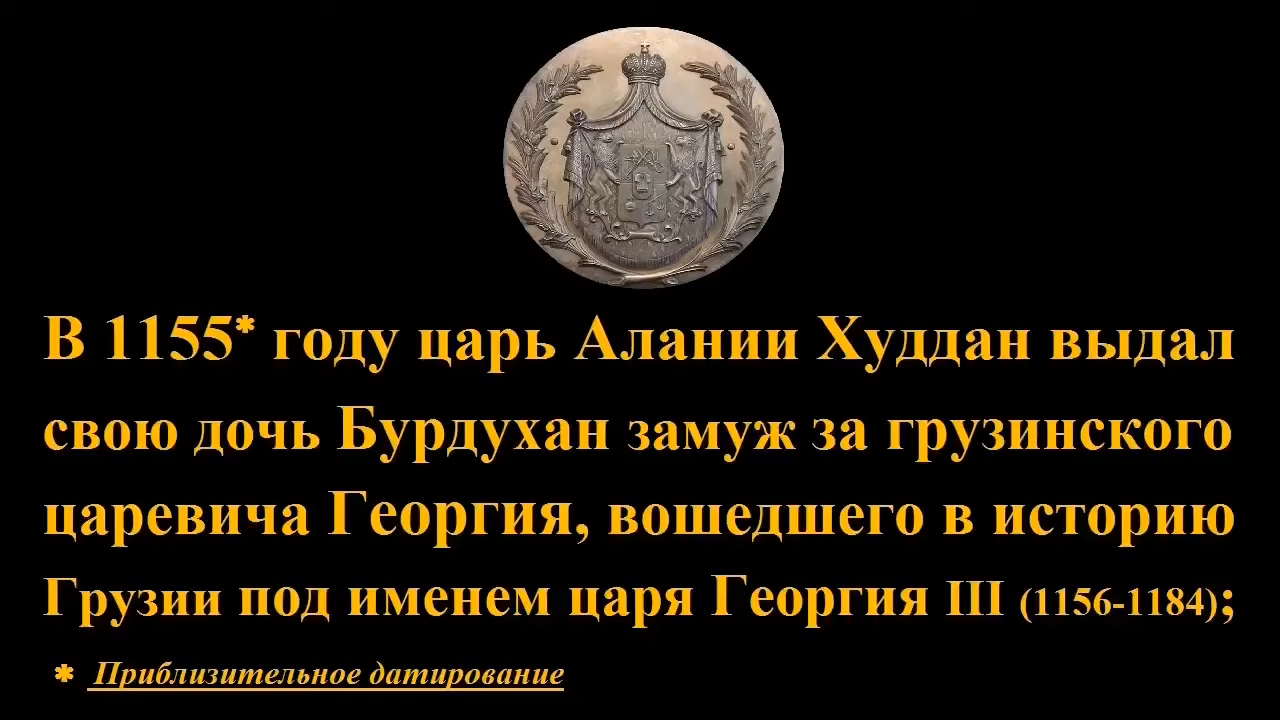 В 1155* году царь Алании Худдан выдал
свою дочь Бурдухан замуж за грузинского
царевича Георгия, вошедшего в историю
Грузии под именем царя Георгия III (1156-1184);
* Приблизительное датирование